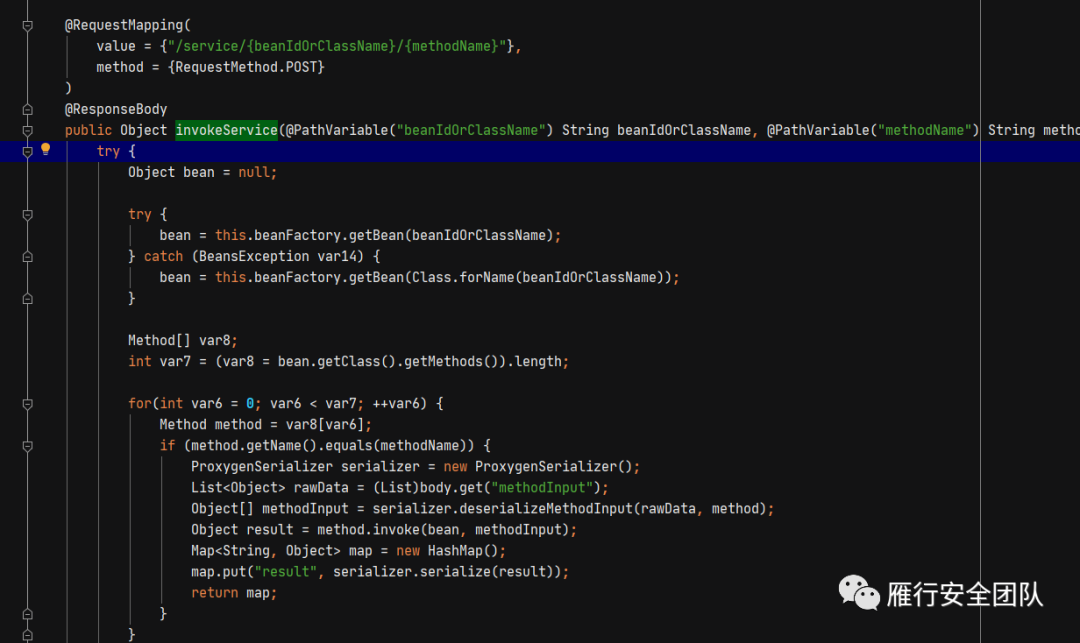 @RequestMapping(
value = {"/service/{beanIdOrClassName}/{methodName}"},
method = {RequestMethod.POST}
)
@ResponseBody
public Object invokeService(@PathVariable("beanIdOrClassName") String beanIdOrClassName, @PathVariable("methodName") String metho
try {
Object bean = null;
try {
bean = this.beanFactory.getBean(beanIdOrClassName);
} catch (BeansException var14) {
bean = this.beanFactory.getBean(Class.forName(beanIdOrClassName));
}
Method[] var8;
int var7 = (var8 = bean.getClass().getMethods()).length;
for(int var6 = 0; var6 < var7; ++var6) {
Method method = var8[var6];
if (method.getName().equals(methodName)) {
ProxygenSerializer serializer = new ProxygenSerializer();
List<Object> rawData = (List)body.get("methodInput");
Object[] methodInput = serializer.deserializeMethodInput(rawData, method);
Object result = method.invoke(bean, methodInput);
Map<String, Object> map = new HashMap();
map.put("result", serializer.serialize(result));
return map;
}
}
雁行安全团队